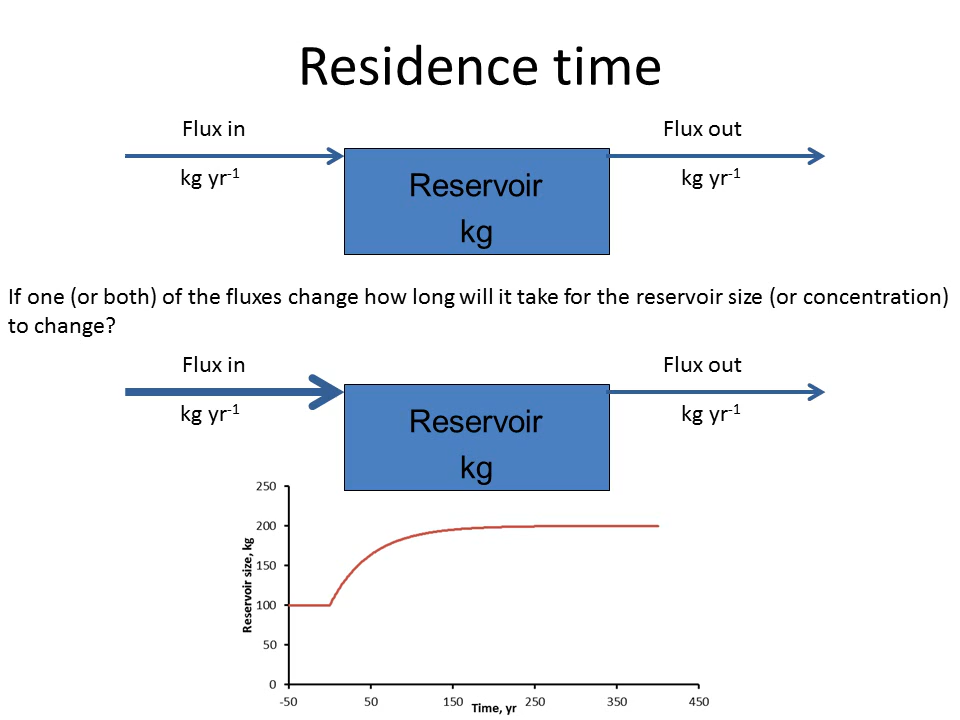 Residence time
Flux in
Flux out
kg yr-1
kg yr-1
Reservoir
kg
If one (or both) of the fluxes change how long will it take for the reservoir size (or concentration)
to change?
Flux in
Flux out
kg yr-1
kg yr-1
Reservoir
kg
250
200
150
100
50
0
Reservoir size, kg
-50
50
150
250
350
450
Time, yr